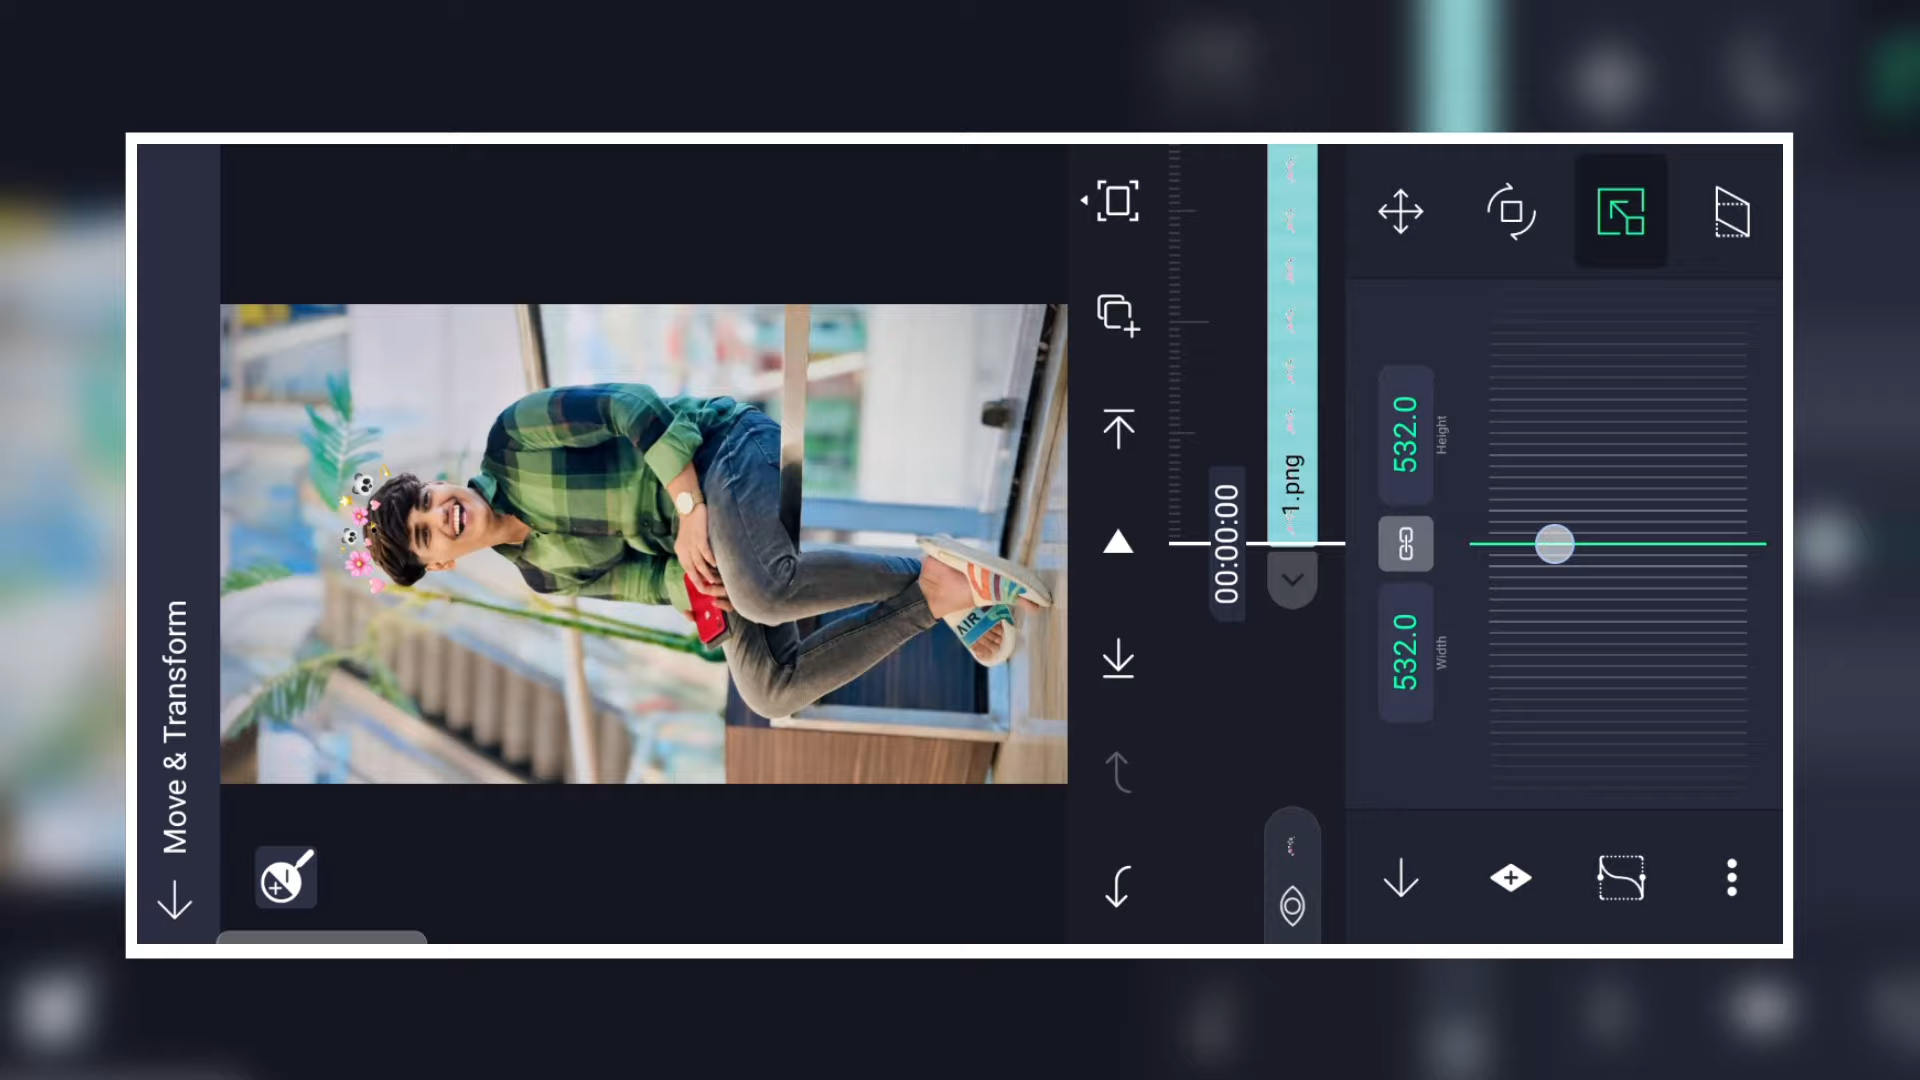 Move & Transform
AIR
00:00:00
1.png
532.0
Width
532.0
Height